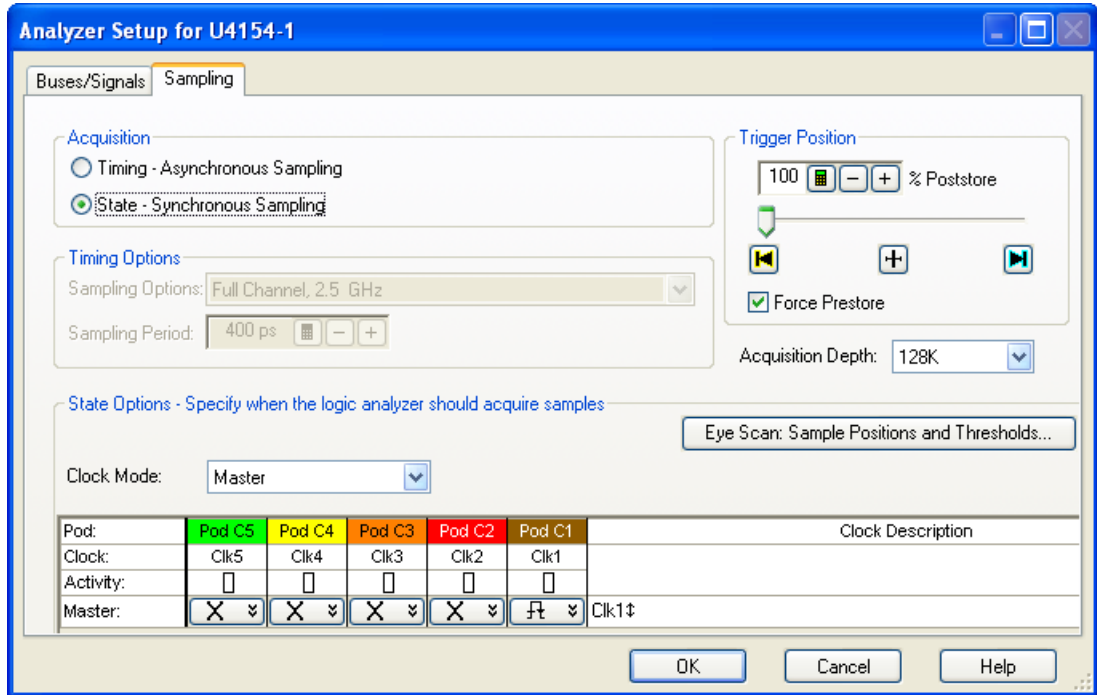 Analyzer Setup for U4154-1
Buses/Signals Sampling
Acquisition
Timing - Asynchronous Sampling
State - Synchronous Sampling
Trigger Position
100 % Poststore
Force Prestore
Timing Options
Sampling Options: Full Channel, 2.5 GHz
Sampling Period: 400 ps
Acquisition Depth: 128K
State Options - Specify when the logic analyzer should acquire samples
Eye Scan: Sample Positions and Thresholds...
Clock Mode: Master
Pod: Pod C5 Pod C4 Pod C3 Pod C2 Pod C1 Clock Description
Clock: Clk5 Clk4 Clk3 Clk2 Clk1
Activity:
Master: X X X X Clk1↕
OK Cancel Help